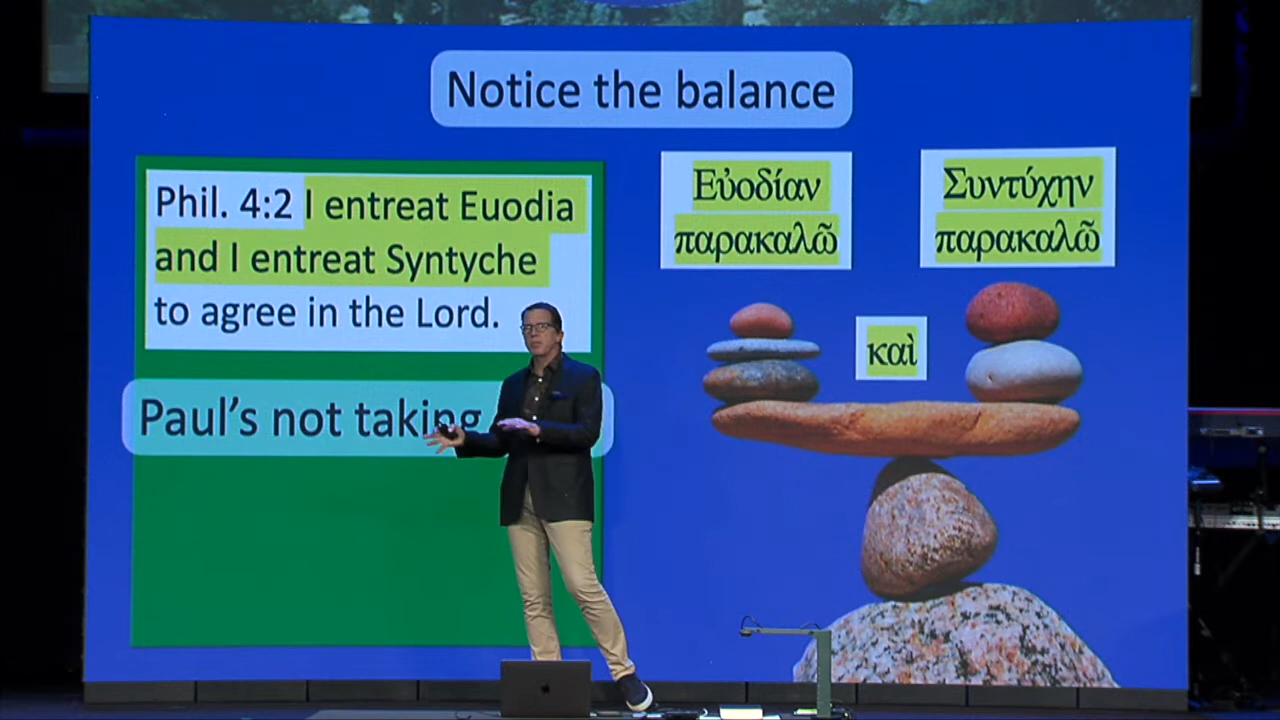 Notice the balance
Phil. 4:2 I entreat Euodia
and I entreat Syntyche
to agree in the Lord.
Paul’s not taking
Εὐοδίαν
παρακαλῶ
Συντύχην
παρακαλῶ
καὶ